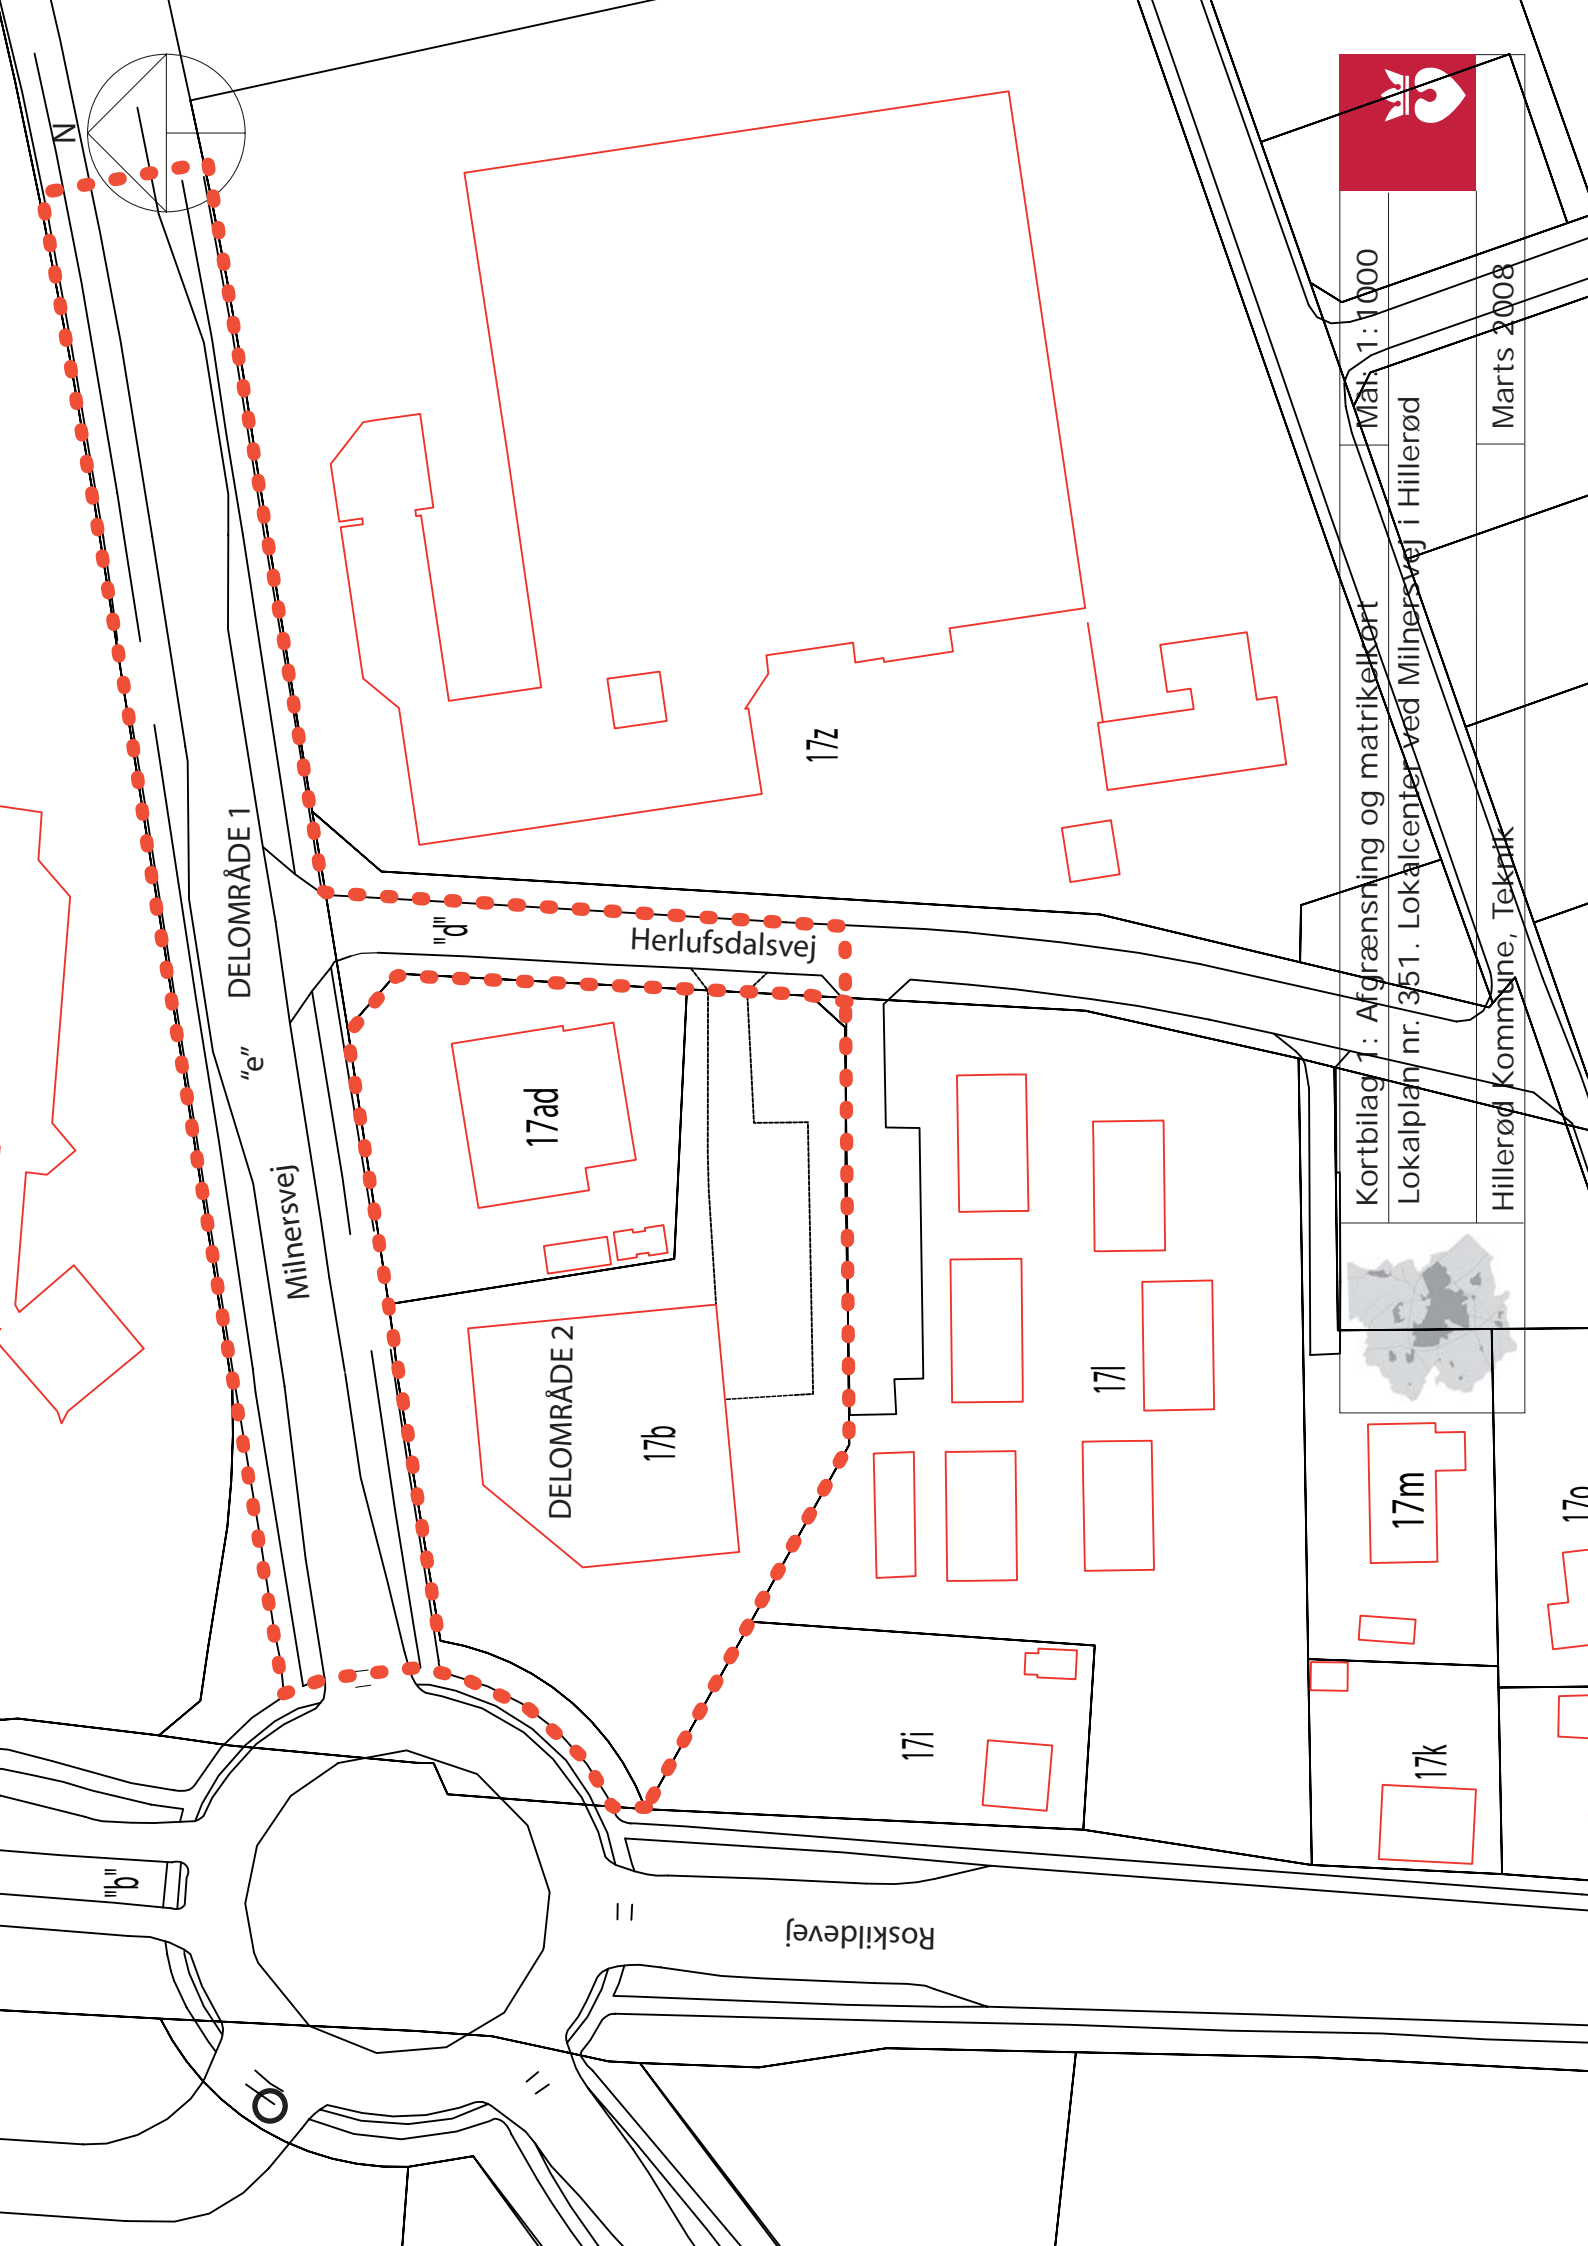 N
DELOMRÅDE 1
"e"
Milnersvej
"d"
Herlufsdalsvej
17z
17ad
DELOMRÅDE 2
17b
17l
17i
17m
17k
"b"
Roskildevej
Kortbilag 1: Afgrænsning og matrikelkort
Mål: 1:1000
Lokalplan nr. 351. Lokalcenter ved Milnersvej i Hillerød
Hillerød Kommune, Teknik
Marts 2008